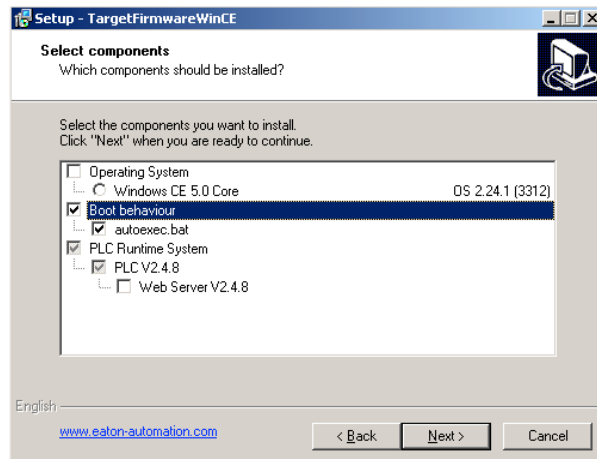 Setup - TargetFirmwareWinCE
Select components
Which components should be installed?
Select the components you want to install.
Click "Next" when you are ready to continue.
Operating System
Windows CE 5.0 Core OS 2.24.1 (3312)
Boot behaviour
autoexec.bat
PLC Runtime System
PLC V2.4.8
Web Server V2.4.8
English
www.eaton-automation.com
< Back Next > Cancel